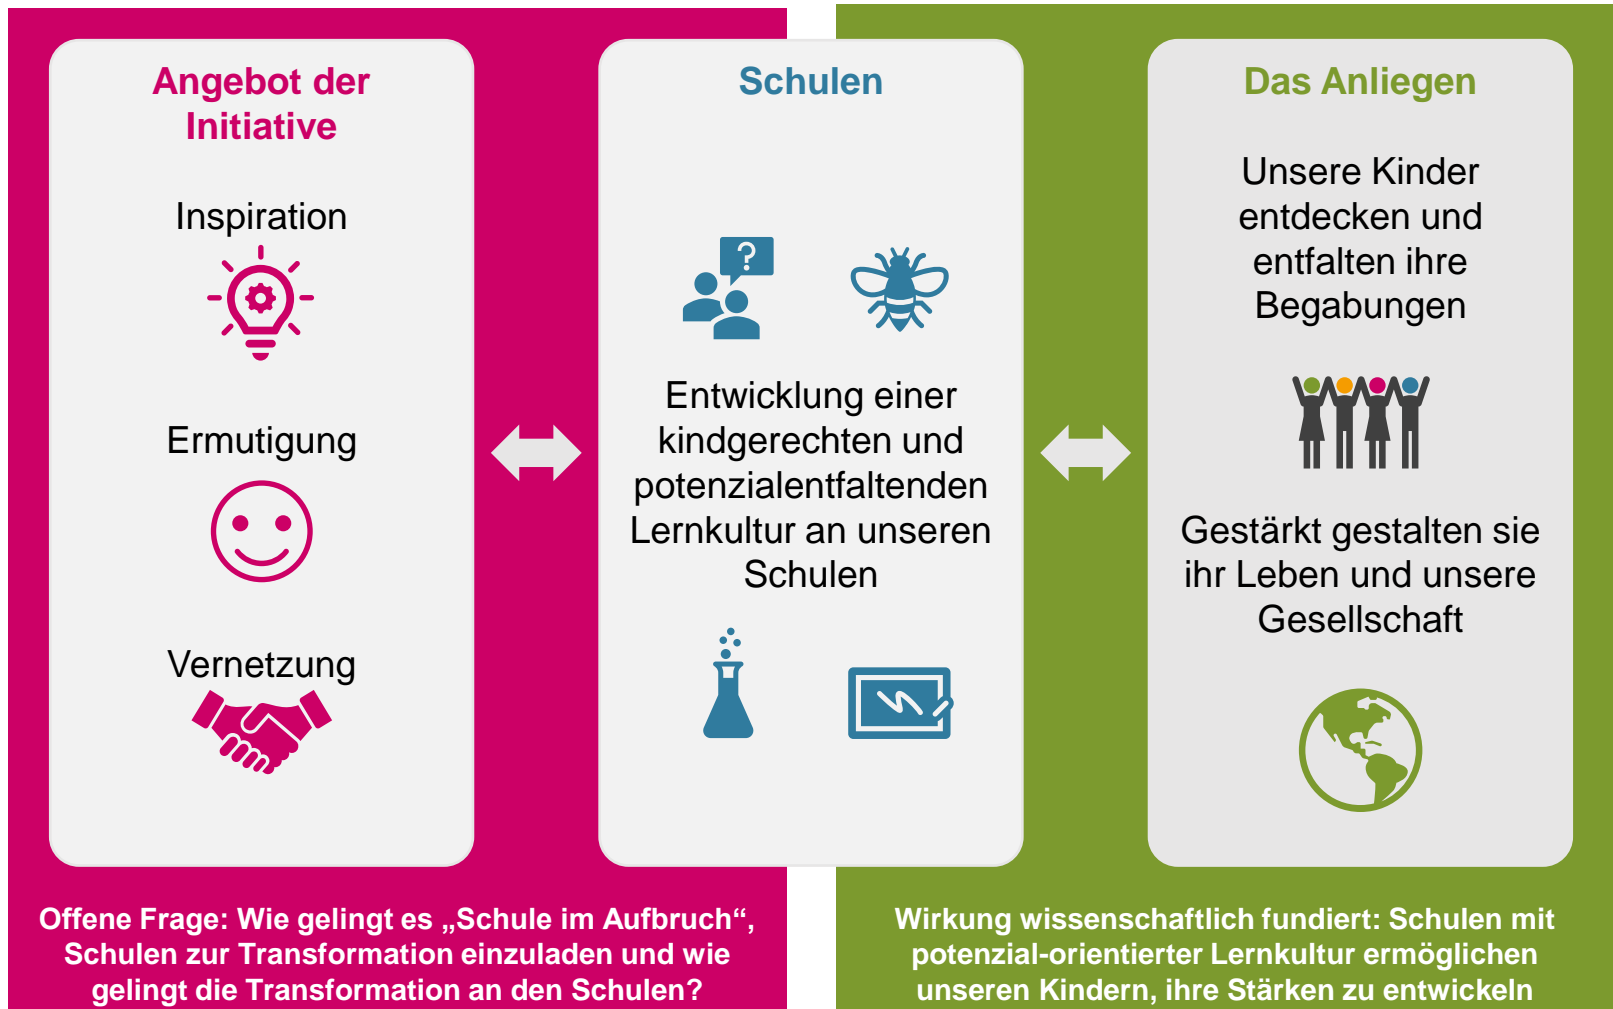 Angebot der
Initiative
Inspiration
Ermutigung
Vernetzung
Schulen
?
Entwicklung einer
kindgerechten und
potenzialentfaltenden
Lernkultur an unseren
Schulen
Das Anliegen
Unsere Kinder
entdecken und
entfalten ihre
Begabungen
Gestärkt gestalten sie
ihr Leben und unsere
Gesellschaft
Offene Frage: Wie gelingt es „Schule im Aufbruch“,
Schulen zur Transformation einzuladen und wie
gelingt die Transformation an den Schulen?
Wirkung wissenschaftlich fundiert: Schulen mit
potenzial-orientierter Lernkultur ermöglichen
unseren Kindern, ihre Stärken zu entwickeln